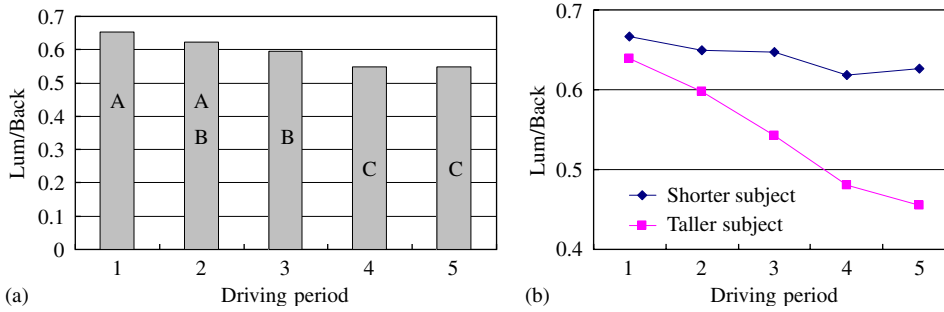 0.7
0.6
0.5
0.4
0.3
0.2
0.1
0
Lum/Back
A
A
B
B
C
C
1 2 3 4 5
Driving period
(a)
0.7
0.6
0.5
0.4
Lum/Back
Shorter subject
Taller subject
1 2 3 4 5
Driving period
(b)